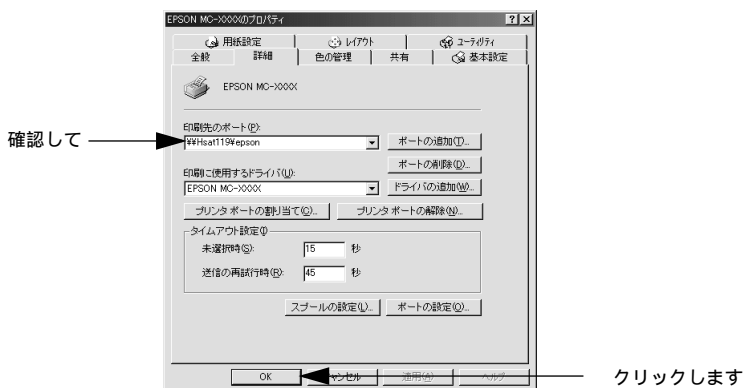 EPSON MC-XXXXのプロパティ
用紙設定 レイアウト ユーティリティ
全般 詳細 色の管理 共有 基本設定
EPSON MC-XXXX
印刷先のポート(P):
確認して
¥¥Hsat119¥epson
ポートの追加(T)...
ポートの削除(D)...
印刷に使用するドライバ(U):
EPSON MC-XXXX
ドライバの追加(W)...
プリンタ ポートの割り当て(C)...
プリンタ ポートの解除(N)...
タイムアウト設定
未選択時(S): 15 秒
送信の再試行時(R): 45 秒
スプールの設定(L)...
ポートの設定(O)...
OK
適用(A)
ヘルプ
クリックします